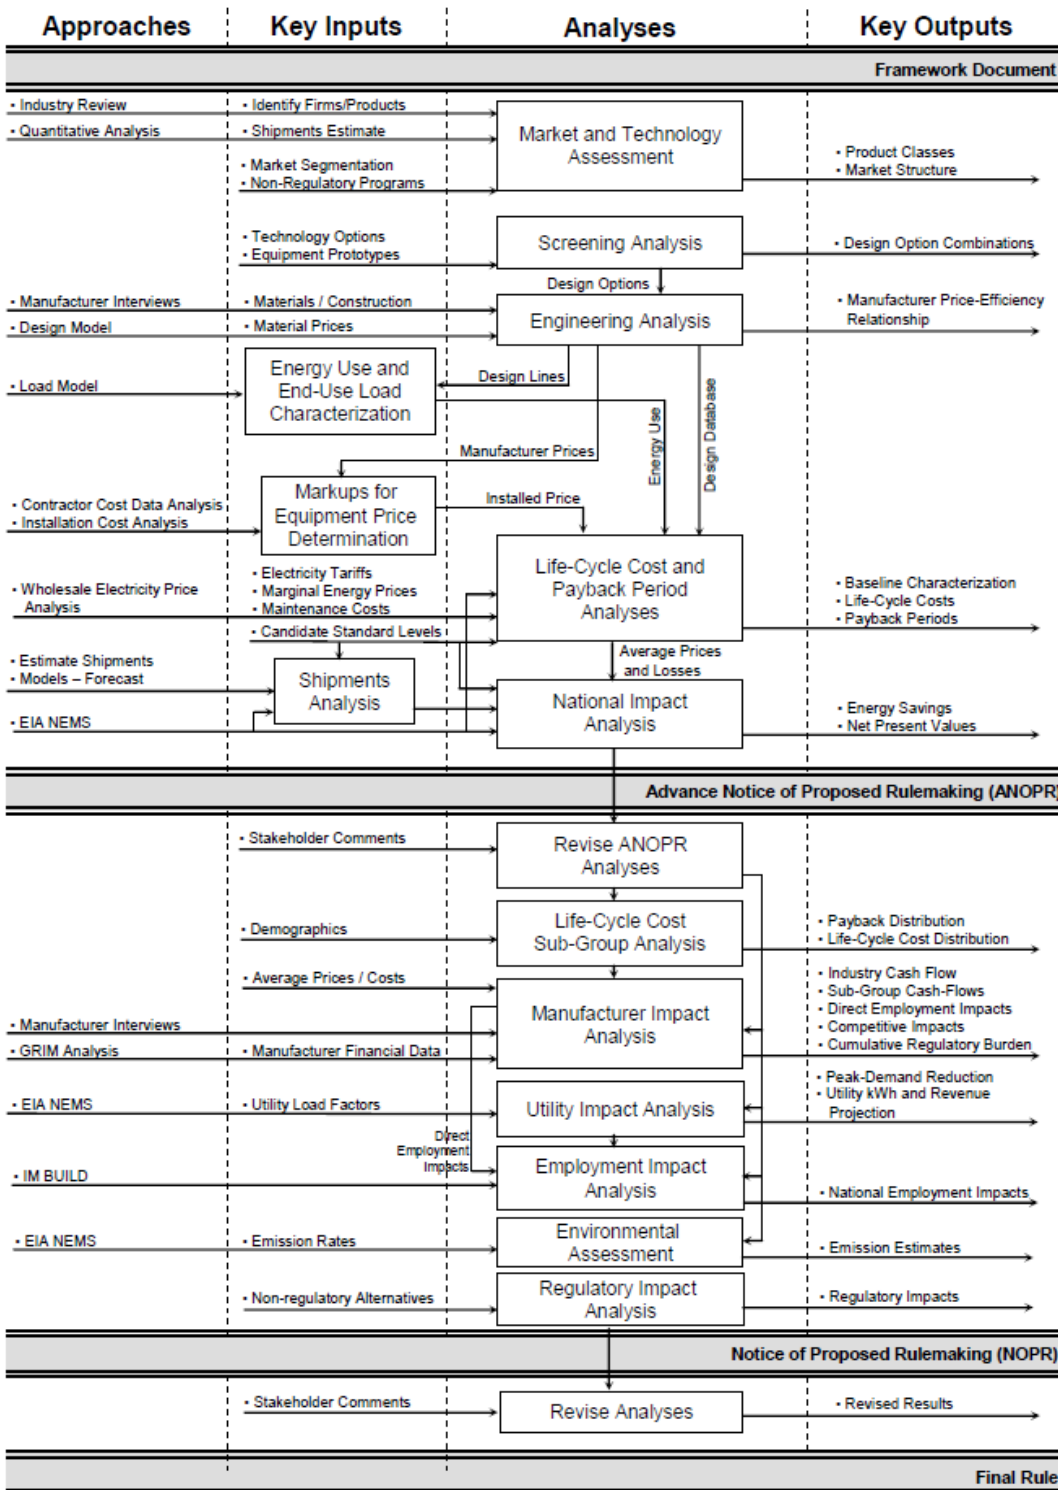 Approaches
Key Inputs
Analyses
Key Outputs
Framework Document
• Industry Review
• Identify Firms/Products
• Quantitative Analysis
• Shipments Estimate
Market and Technology
Assessment
• Market Segmentation
• Non-Regulatory Programs
• Product Classes
• Market Structure
• Technology Options
• Equipment Prototypes
Screening Analysis
• Design Option Combinations
Design Options
• Manufacturer Interviews
• Materials / Construction
• Design Model
• Material Prices
Engineering Analysis
• Manufacturer Price-Efficiency
Relationship
• Load Model
Energy Use and
End-Use Load
Characterization
Design Lines
Energy Use
Design Database
Manufacturer Prices
• Contractor Cost Data Analysis
• Installation Cost Analysis
Markups for
Equipment Price
Determination
Installed Price
• Wholesale Electricity Price
Analysis
• Electricity Tariffs
• Marginal Energy Prices
• Maintenance Costs
• Candidate Standard Levels
Life-Cycle Cost and
Payback Period
Analyses
• Baseline Characterization
• Life-Cycle Costs
• Payback Periods
Average Prices
and Losses
• Estimate Shipments
• Models – Forecast
• EIA NEMS
Shipments
Analysis
National Impact
Analysis
• Energy Savings
• Net Present Values
Advance Notice of Proposed Rulemaking (ANOPR)
• Stakeholder Comments
Revise ANOPR
Analyses
• Demographics
Life-Cycle Cost
Sub-Group Analysis
• Payback Distribution
• Life-Cycle Cost Distribution
• Average Prices / Costs
• Manufacturer Interviews
• GRIM Analysis
• Manufacturer Financial Data
Manufacturer Impact
Analysis
• Industry Cash Flow
• Sub-Group Cash-Flows
• Direct Employment Impacts
• Competitive Impacts
• Cumulative Regulatory Burden
• EIA NEMS
• Utility Load Factors
Utility Impact Analysis
• Peak-Demand Reduction
• Utility kWh and Revenue
Projection
Direct
Employment
Impacts
• IM BUILD
Employment Impact
Analysis
• National Employment Impacts
• EIA NEMS
• Emission Rates
Environmental
Assessment
• Emission Estimates
• Non-regulatory Alternatives
Regulatory Impact
Analysis
• Regulatory Impacts
Notice of Proposed Rulemaking (NOPR)
• Stakeholder Comments
Revise Analyses
• Revised Results
Final Rule